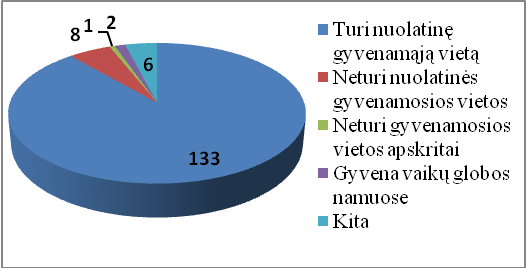 8
1
2
6
133
Turi nuolatinę
gyvenamąją vietą
Neturi nuolatinės
gyvenamosios vietos
Neturi gyvenamosios
vietos apskritai
Gyvena vaikų globos
namuose
Kita